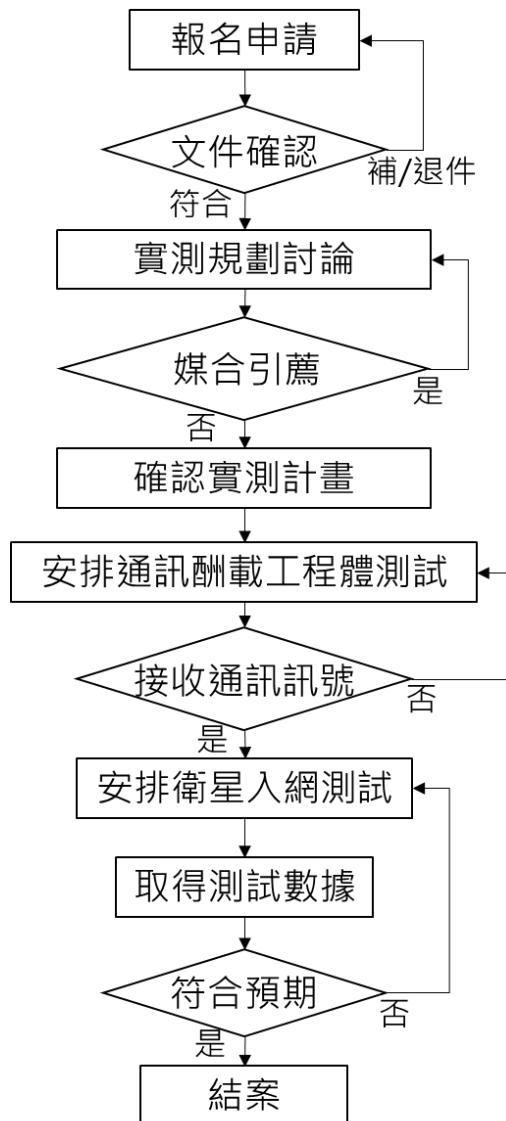 報名申請
文件確認
補/退件
符合
實測規劃討論
媒合引薦
是
否
確認實測計畫
安排通訊酬載工程體測試
接收通訊訊號
否
是
安排衛星入網測試
取得測試數據
符合預期
否
是
結案